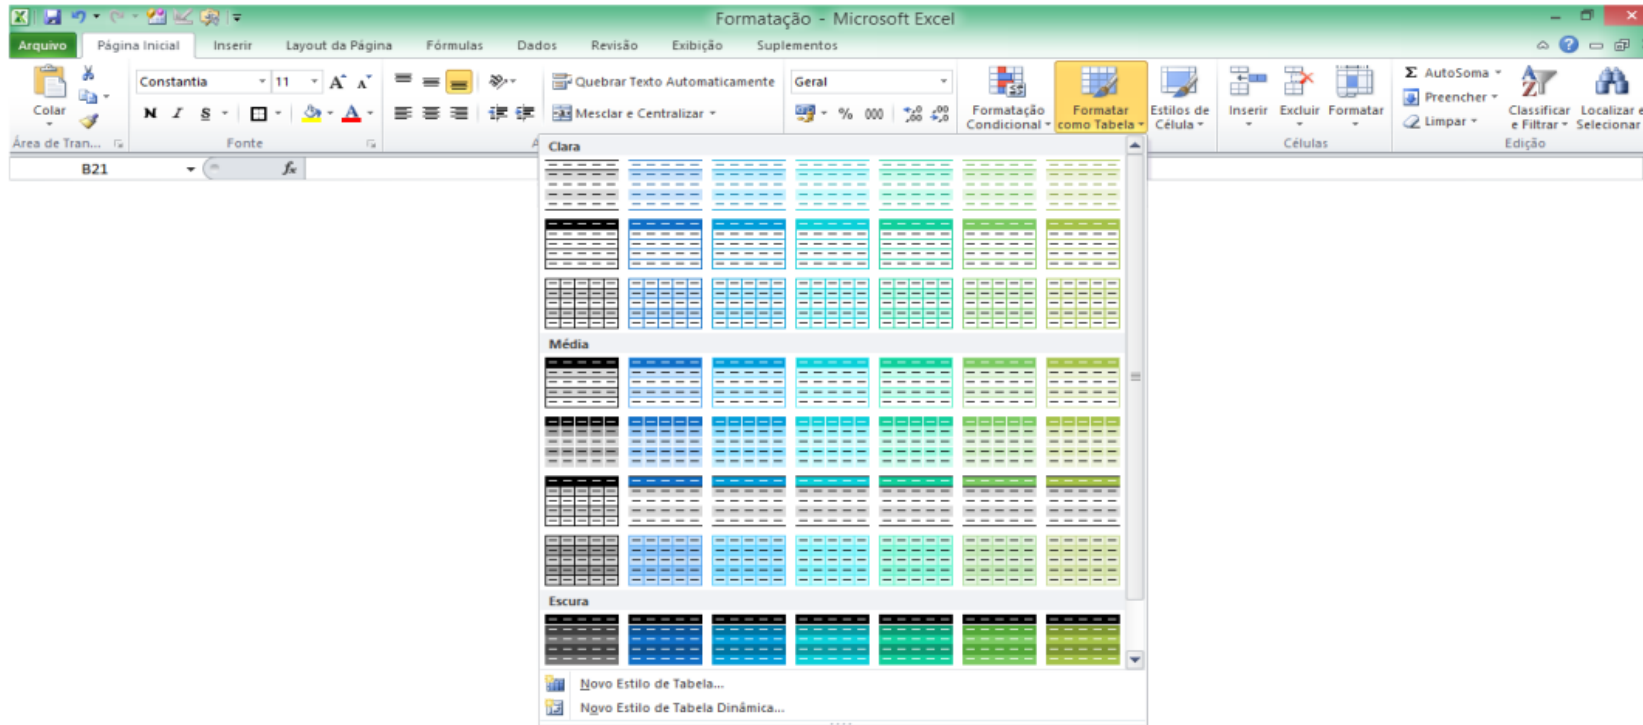 Formatação - Microsoft Excel
Arquivo Página Inicial Inserir Layout da Página Fórmulas Dados Revisão Exibição Suplementos
Colar
Área de Tran...
Constantia 11
N I S
Fonte
Quebrar Texto Automaticamente
Mesclar e Centralizar
Geral
% 000
Formatação Condicional
Formatar como Tabela
Estilos de Célula
Inserir Excluir Formatar
Células
Σ AutoSoma
Preencher
Limpar
Classificar e Filtrar
Localizar e Selecionar
Edição
B21 fx
Clara
Média
Escura
Novo Estilo de Tabela...
Novo Estilo de Tabela Dinâmica...